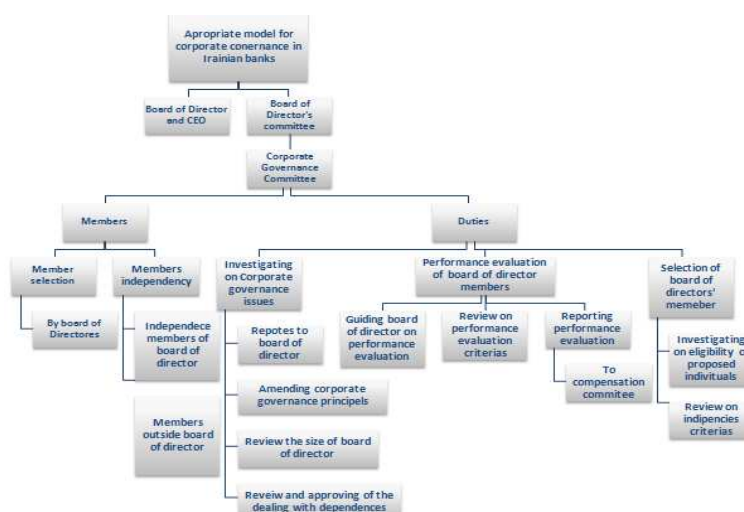 Apropriate model for
corporate conernance in
Irainian banks
Board of Director
and CEO
Board of
Director's
committee
Corporate
Governance
Committee
Members
Duties
Member
selection
Members
independency
Investigating
on Corporate
governance
issues
Performance evaluation
of board of director
members
Selection of
board of
directors'
memeber
By board of
Directores
Independece
members of
board of
director
Members
outside board
of director
Repotes to
board of
director
Amending corporate
governance principels
Review the size of board
of director
Reveiw and approving of the
dealing with dependences
Guiding board
of director on
performance
evaluation
Review on
performance
evaluation
criterias
Reporting
performance
evaluation
To
compensation
commitee
Investigating
on eligibility o
proposed
indivituals
Review on
indipencies
criterias